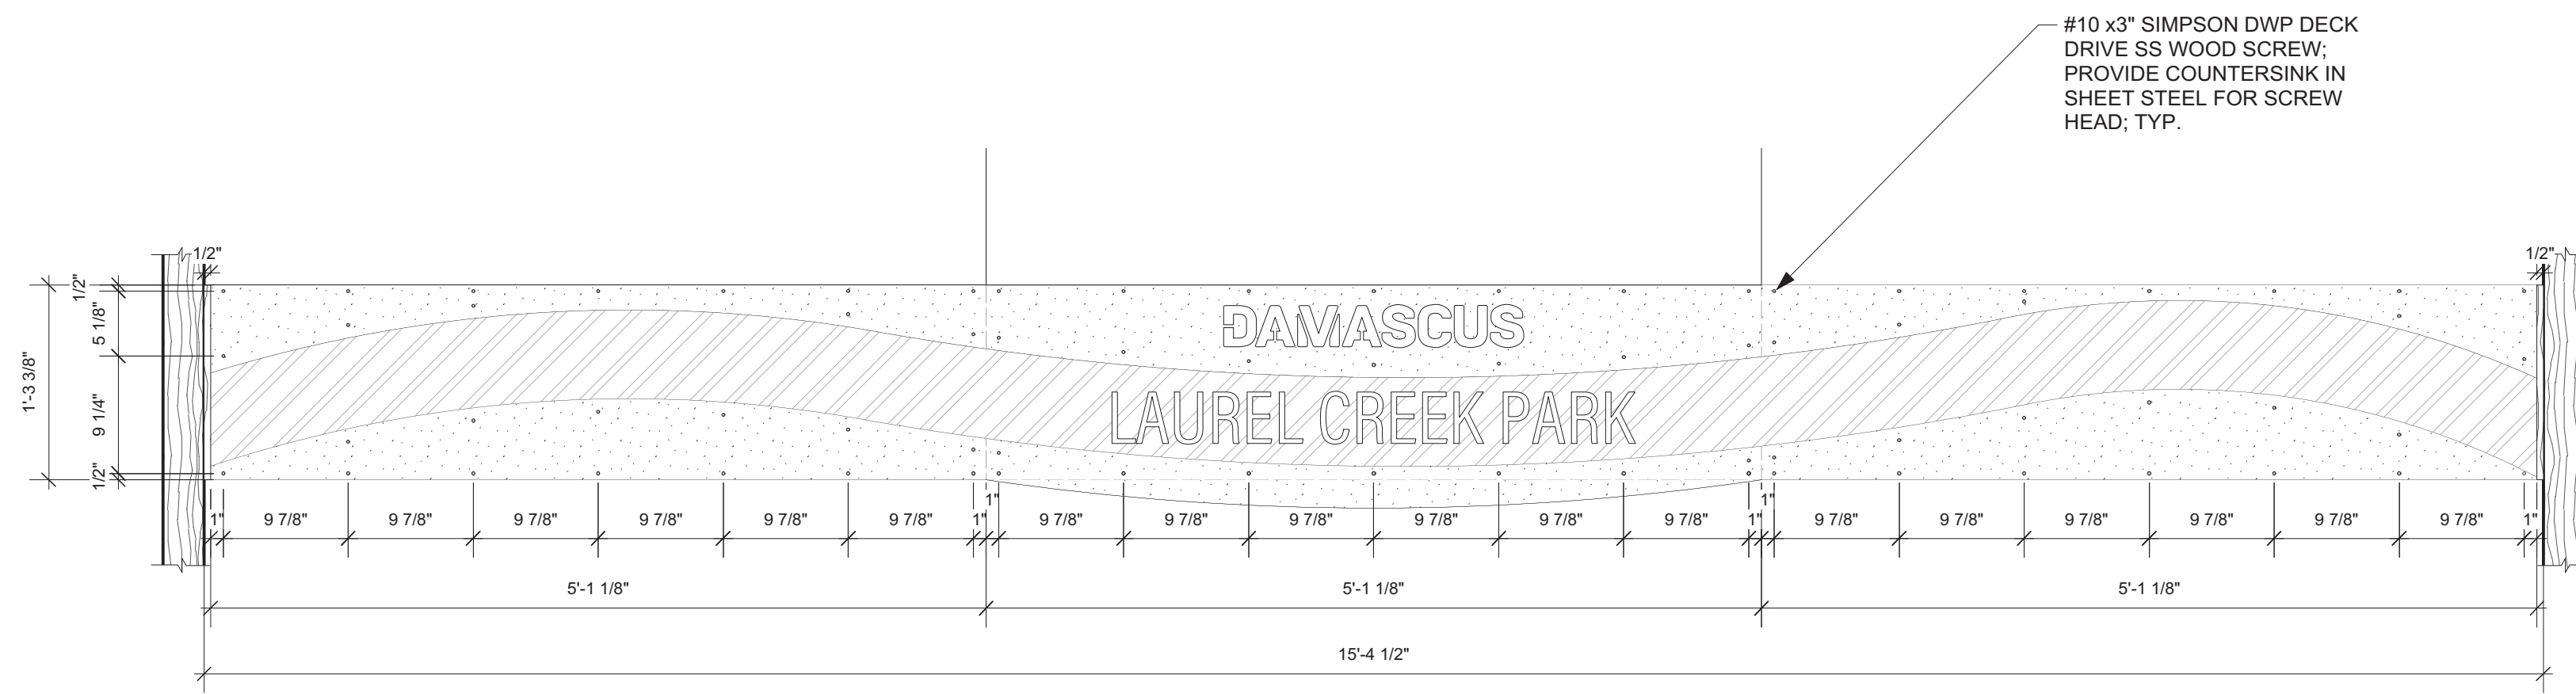 #10 x3" SIMPSON DWP DECK
DRIVE SS WOOD SCREW;
PROVIDE COUNTERSINK IN
SHEET STEEL FOR SCREW
HEAD; TYP.
1/2"
1/2"
1/2"
5 1/8"
1'-3 3/8"
9 1/4"
1/2"
DAMASCUS
LAUREL CREEK PARK
1"
1"
1" 9 7/8" 9 7/8" 9 7/8" 9 7/8" 9 7/8" 9 7/8" 1" 9 7/8" 9 7/8" 9 7/8" 9 7/8" 9 7/8" 9 7/8" 1" 9 7/8" 9 7/8" 9 7/8" 9 7/8" 9 7/8" 9 7/8" 1"
5'-1 1/8" 5'-1 1/8" 5'-1 1/8"
15'-4 1/2"